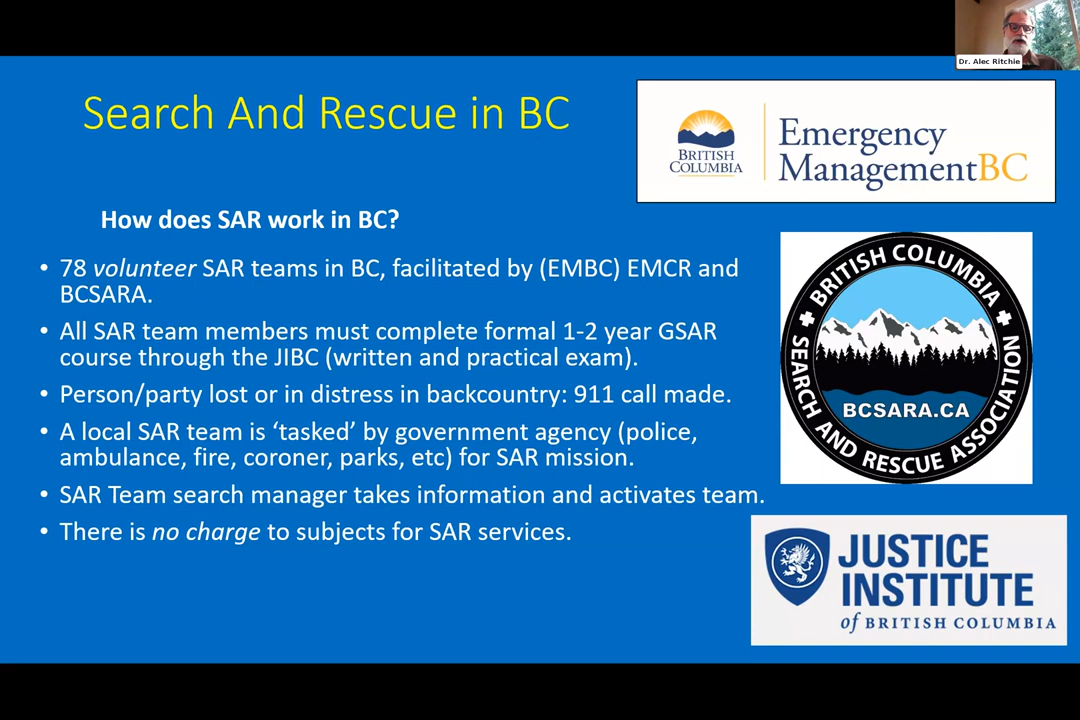 Dr. Alec Ritchie
Search And Rescue in BC
BRITISH
COLUMBIA
Emergency
ManagementBC
How does SAR work in BC?
• 78 volunteer SAR teams in BC, facilitated by (EMBC) EMCR and
BCSARA.
• All SAR team members must complete formal 1-2 year GSAR
course through the JIBC (written and practical exam).
• Person/party lost or in distress in backcountry: 911 call made.
• A local SAR team is ‘tasked’ by government agency (police,
ambulance, fire, coroner, parks, etc) for SAR mission.
• SAR Team search manager takes information and activates team.
• There is no charge to subjects for SAR services.
BRITISH COLUMBIA
SEARCH AND RESCUE ASSOCIATION
BCSARA.CA
JUSTICE
INSTITUTE
of BRITISH COLUMBIA